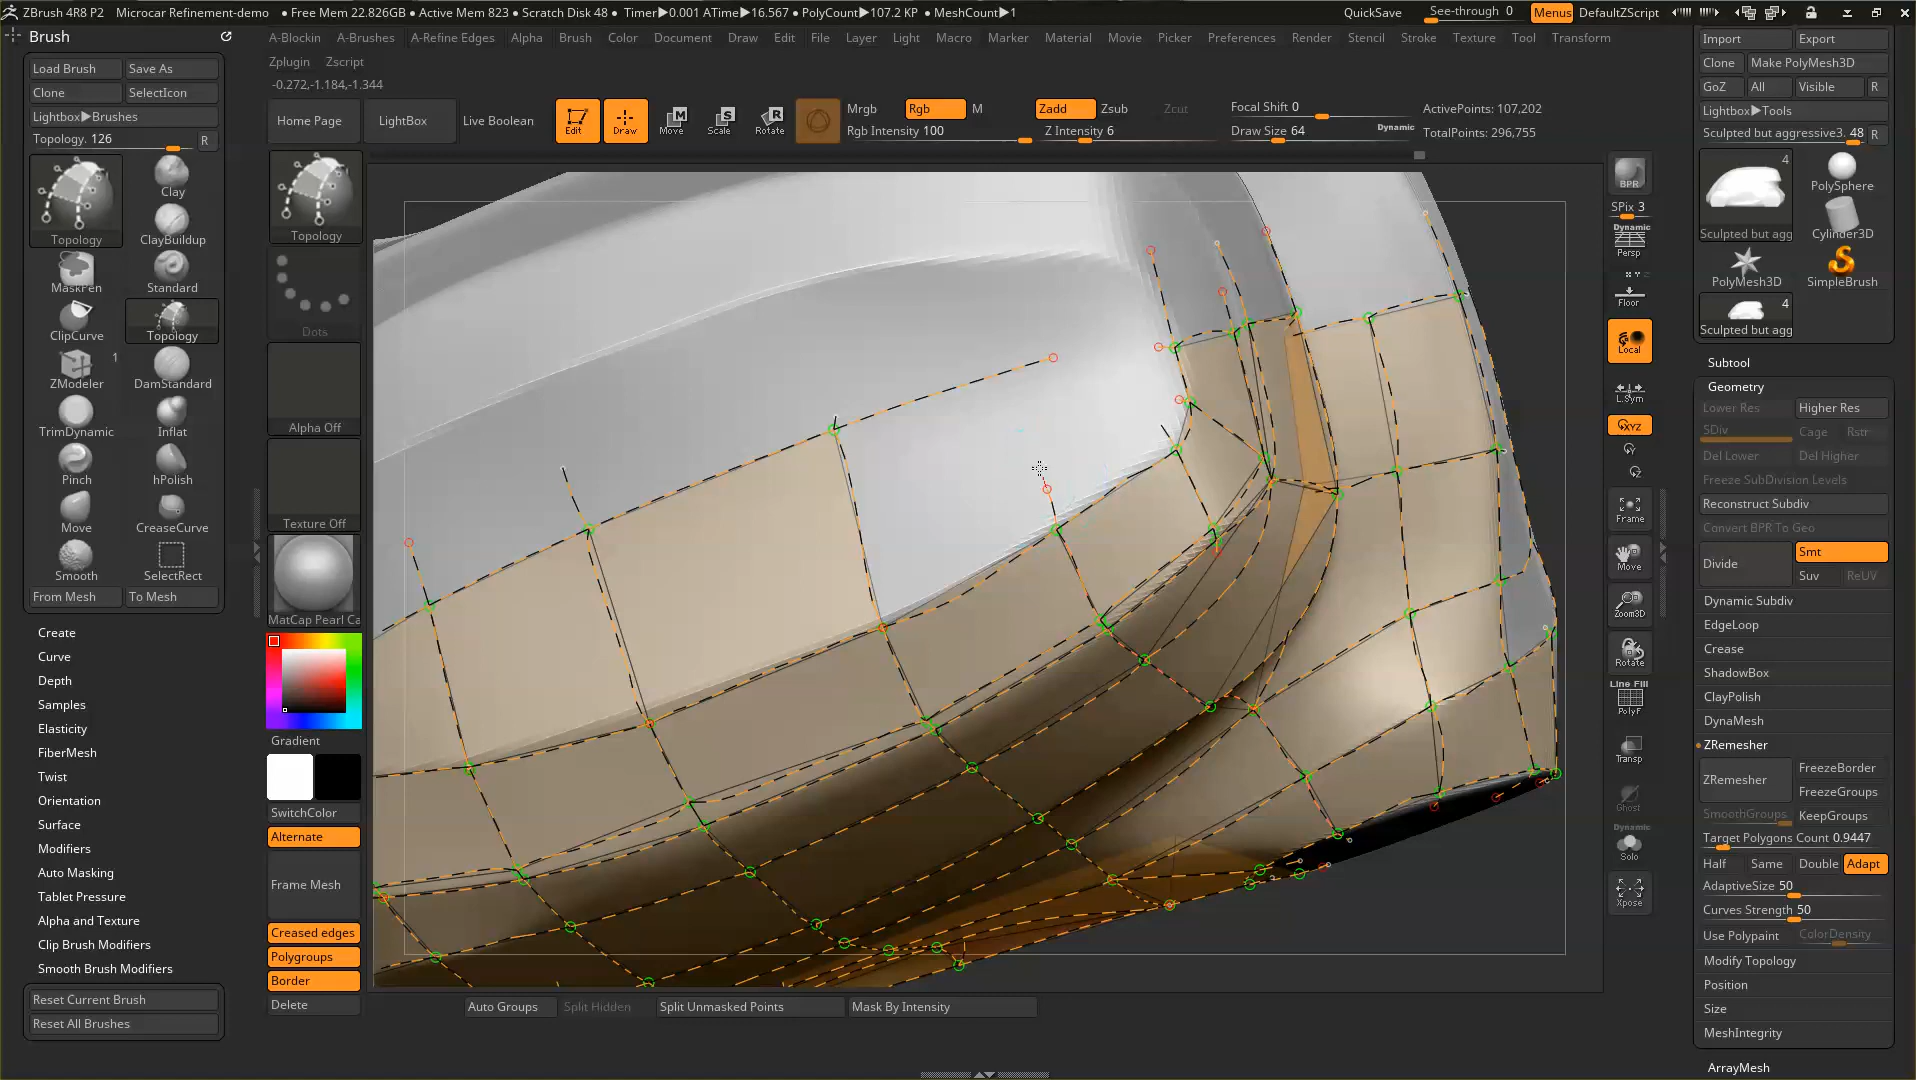 ZBrush 4R8 P2 Microcar Refinement-demo ● Free Mem 22.826GB ● Active Mem 823 ● Scratch Disk 48 ● Timer▶0.001 ATime▶16.567 ● PolyCount▶107.2 KP ● MeshCount▶1 QuickSave See-through 0 Menus DefaultZScript
Brush
A-Blockin A-Brushes A-Refine Edges Alpha Brush Color Document Draw Edit File Layer Light Macro Marker Material Movie Picker Preferences Render Stencil Stroke Texture Tool Transform
Zplugin Zscript
-0.272,-1.184,-1.344
Load Brush Save As
Clone SelectIcon
Lightbox▶Brushes
Topology. 126 R
Topology
Clay
ClayBuildup
MaskPen Standard
ClipCurve Topology
1
ZModeler DamStandard
TrimDynamic Inflat
Pinch hPolish
Move CreaseCurve
Smooth SelectRect
From Mesh To Mesh
Create
Curve
Depth
Samples
Elasticity
FiberMesh
Twist
Orientation
Surface
Modifiers
Auto Masking
Tablet Pressure
Alpha and Texture
Clip Brush Modifiers
Smooth Brush Modifiers
Reset Current Brush
Reset All Brushes
Home Page LightBox Live Boolean
Edit Draw Move Scale Rotate
M S R
Mrgb Rgb M
Rgb Intensity 100
Zadd Zsub Zcut
Z Intensity 6
Focal Shift 0
Draw Size 64 Dynamic
ActivePoints: 107,202
TotalPoints: 296,755
Topology
Dots
Alpha Off
Texture Off
MatCap Pearl Ca
Gradient
SwitchColor
Alternate
Frame Mesh
Creased edges
Polygroups
Border
Delete
Auto Groups Split Hidden Split Unmasked Points Mask By Intensity
BPR
SPix 3
Dynamic
Persp
Floor
Local
L.Sym
XYZ
Frame
Move
Zoom3D
Rotate
Line Fill
PolyF
Transp
Ghost
Dynamic
Solo
Xpose
Import Export
Clone Make PolyMesh3D
GoZ All Visible R
Lightbox▶Tools
Sculpted but aggressive3. 48 R
4
Sculpted but agg
PolySphere
Cylinder3D
PolyMesh3D SimpleBrush
4
Sculpted but agg
Subtool
Geometry
Lower Res Higher Res
SDiv Cage Rstr
Del Lower Del Higher
Freeze SubDivision Levels
Reconstruct Subdiv
Convert BPR To Geo
Divide Smt
Suv ReUV
Dynamic Subdiv
EdgeLoop
Crease
ShadowBox
ClayPolish
DynaMesh
ZRemesher
ZRemesher FreezeBorder
FreezeGroups
SmoothGroups KeepGroups
Target Polygons Count 0.9447
Half Same Double Adapt
AdaptiveSize 50
Curves Strength 50
Use Polypaint ColorDensity
Modify Topology
Position
Size
MeshIntegrity
ArrayMesh